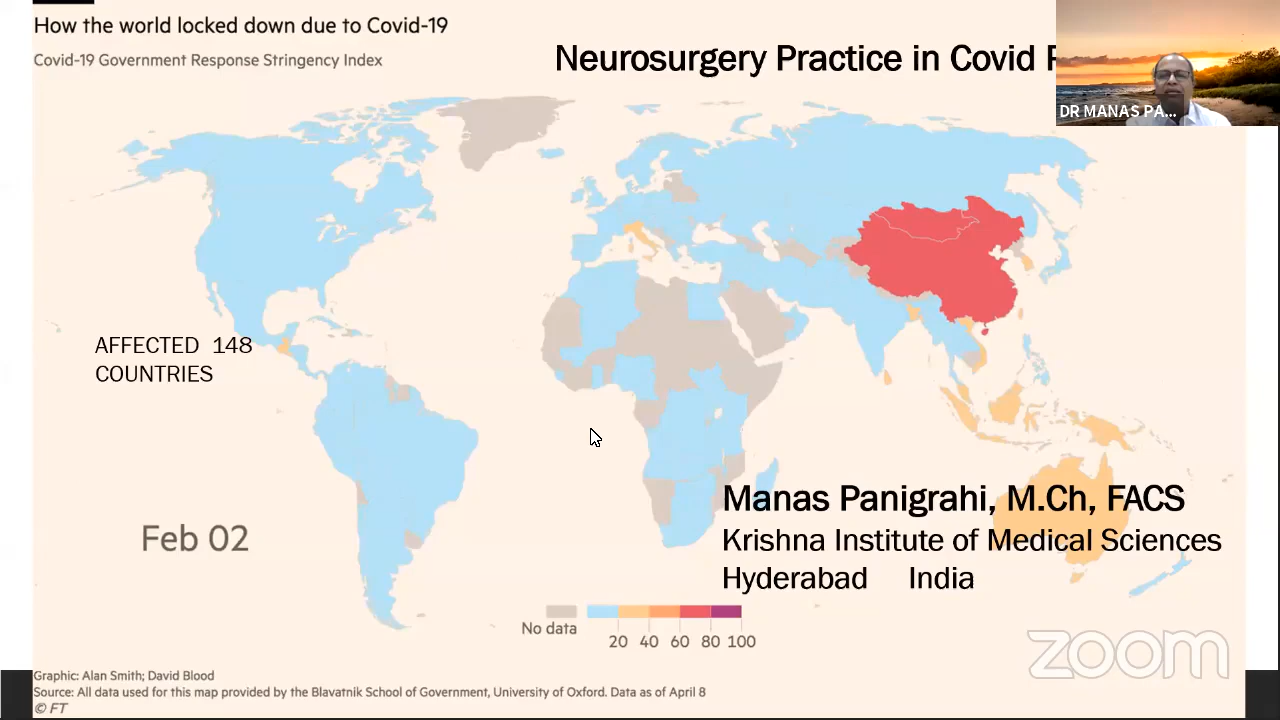 How the world locked down due to Covid-19
Covid-19 Government Response Stringency Index
Neurosurgery Practice in Covid
DR MANAS PA...
AFFECTED 148
COUNTRIES
Feb 02
Manas Panigrahi, M.Ch, FACS
Krishna Institute of Medical Sciences
Hyderabad India
No data
20 40 60 80 100
zoom
Graphic: Alan Smith; David Blood
Source: All data used for this map provided by the Blavatnik School of Government, University of Oxford. Data as of April 8
© FT